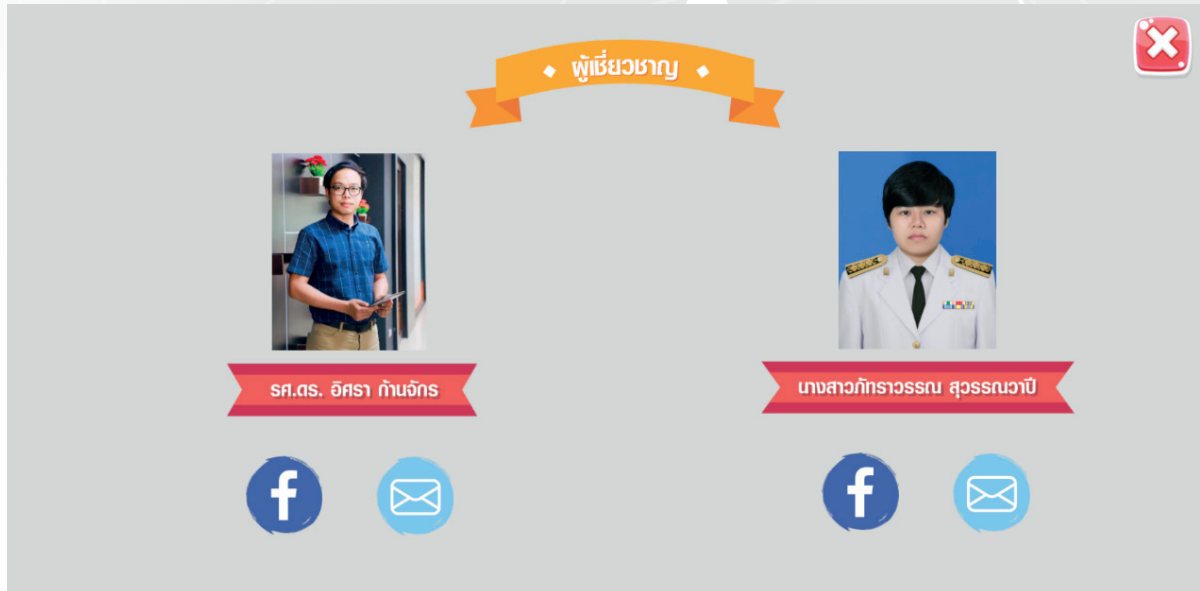 ผู้เชี่ยวชาญ
รศ.ดร. อิศรา ก้านจักร
นางสาวภัทราวรรณ สุวรรณวาปี